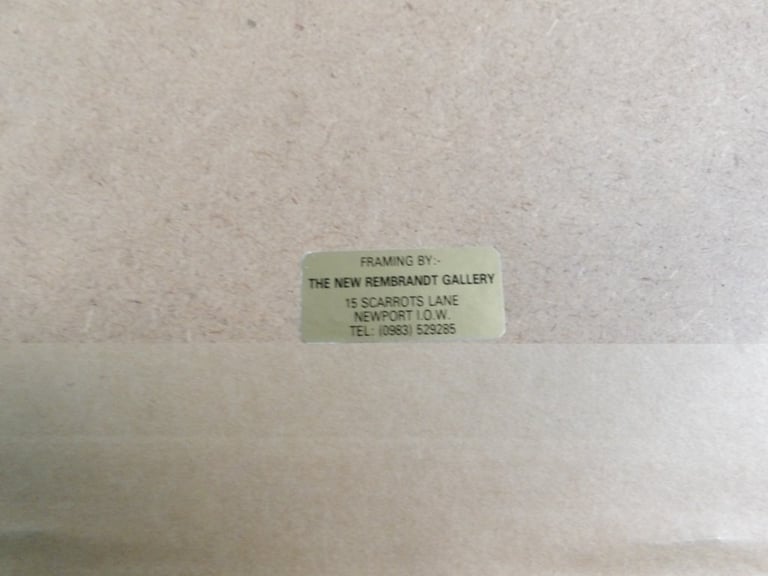 FRAMING BY:-
THE NEW REMBRANDT GALLERY
15 SCARROTS LANE
NEWPORT I.O.W.
TEL: (0983) 529285